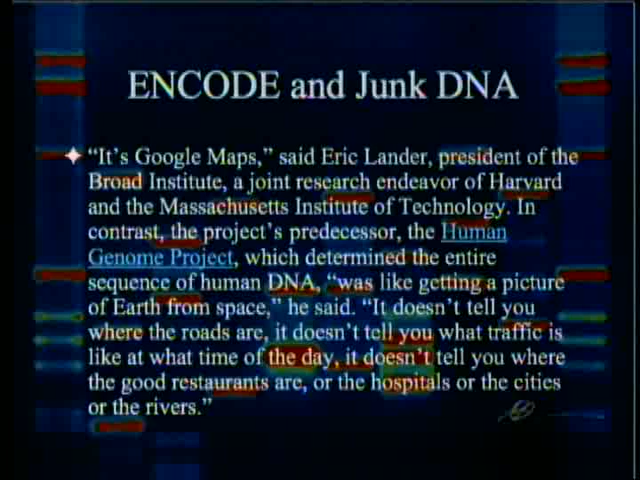 ENCODE and Junk DNA
“It’s Google Maps,” said Eric Lander, president of the
Broad Institute, a joint research endeavor of Harvard
and the Massachusetts Institute of Technology. In
contrast, the project’s predecessor, the Human
Genome Project, which determined the entire
sequence of human DNA, “was like getting a picture
of Earth from space,” he said. “It doesn’t tell you
where the roads are, it doesn’t tell you what traffic is
like at what time of the day, it doesn’t tell you where
the good restaurants are, or the hospitals or the cities
or the rivers.”